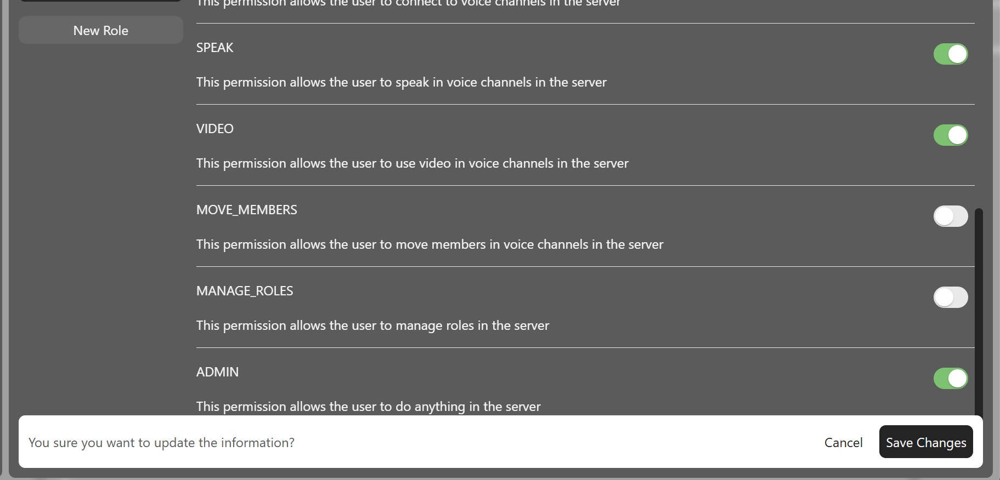 This permission allows the user to connect to voice channels in the server
New Role
SPEAK
This permission allows the user to speak in voice channels in the server
VIDEO
This permission allows the user to use video in voice channels in the server
MOVE_MEMBERS
This permission allows the user to move members in voice channels in the server
MANAGE_ROLES
This permission allows the user to manage roles in the server
ADMIN
This permission allows the user to do anything in the server
You sure you want to update the information?
Cancel
Save Changes